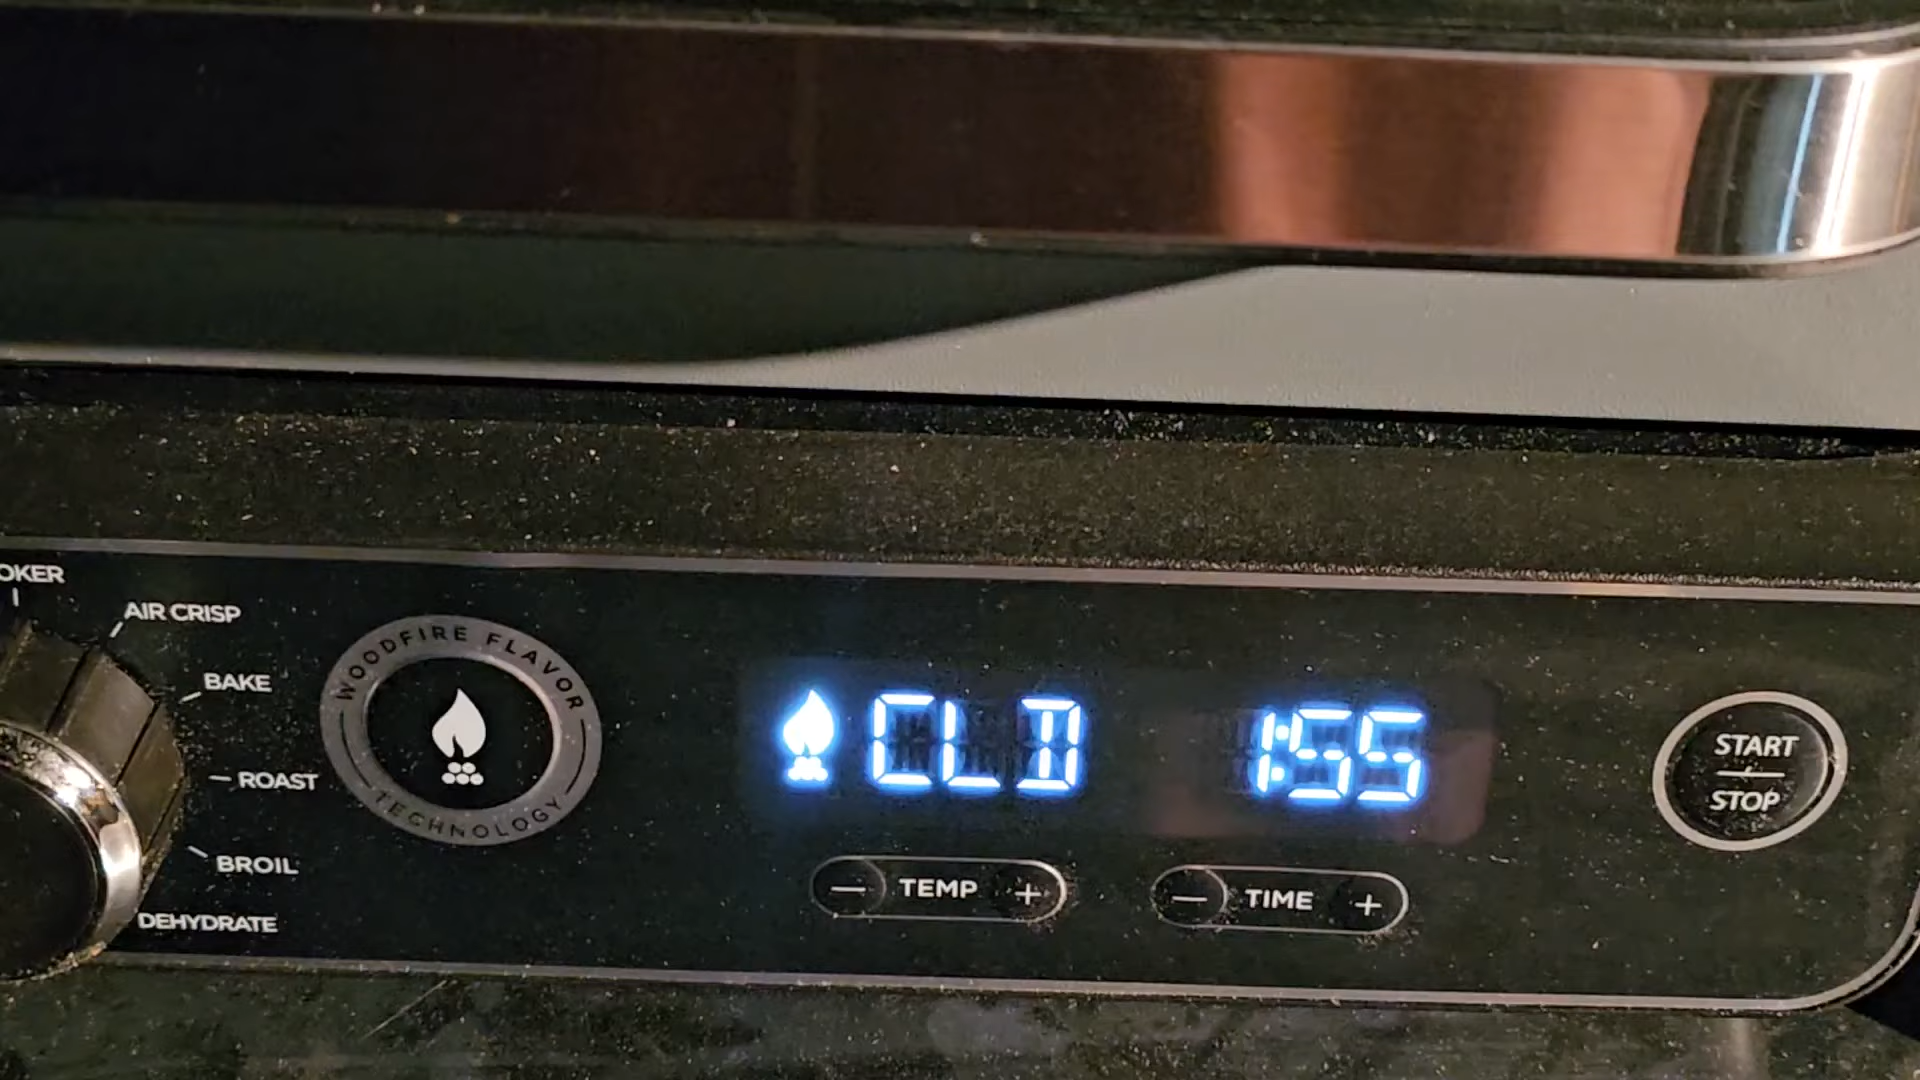 OKER
AIR CRISP
BAKE
ROAST
BROIL
DEHYDRATE
WOODFIRE FLAVOR
TECHNOLOGY
CLD 1:55
− TEMP +
− TIME +
START
STOP